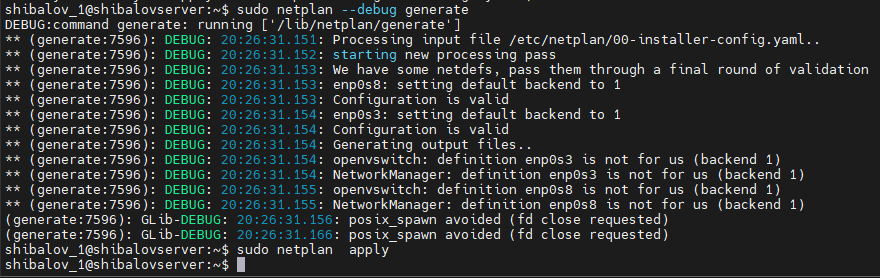 shibalov_1@shibalovserver:~$ sudo netplan --debug generate
DEBUG:command generate: running ['/lib/netplan/generate']
** (generate:7596): DEBUG: 20:26:31.151: Processing input file /etc/netplan/00-installer-config.yaml..
** (generate:7596): DEBUG: 20:26:31.152: starting new processing pass
** (generate:7596): DEBUG: 20:26:31.153: We have some netdefs, pass them through a final round of validation
** (generate:7596): DEBUG: 20:26:31.153: enp0s8: setting default backend to 1
** (generate:7596): DEBUG: 20:26:31.153: Configuration is valid
** (generate:7596): DEBUG: 20:26:31.154: enp0s3: setting default backend to 1
** (generate:7596): DEBUG: 20:26:31.154: Configuration is valid
** (generate:7596): DEBUG: 20:26:31.154: Generating output files..
** (generate:7596): DEBUG: 20:26:31.154: openvswitch: definition enp0s3 is not for us (backend 1)
** (generate:7596): DEBUG: 20:26:31.154: NetworkManager: definition enp0s3 is not for us (backend 1)
** (generate:7596): DEBUG: 20:26:31.155: openvswitch: definition enp0s8 is not for us (backend 1)
** (generate:7596): DEBUG: 20:26:31.155: NetworkManager: definition enp0s8 is not for us (backend 1)
(generate:7596): GLib-DEBUG: 20:26:31.156: posix_spawn avoided (fd close requested)
(generate:7596): GLib-DEBUG: 20:26:31.166: posix_spawn avoided (fd close requested)
shibalov_1@shibalovserver:~$ sudo netplan  apply
shibalov_1@shibalovserver:~$